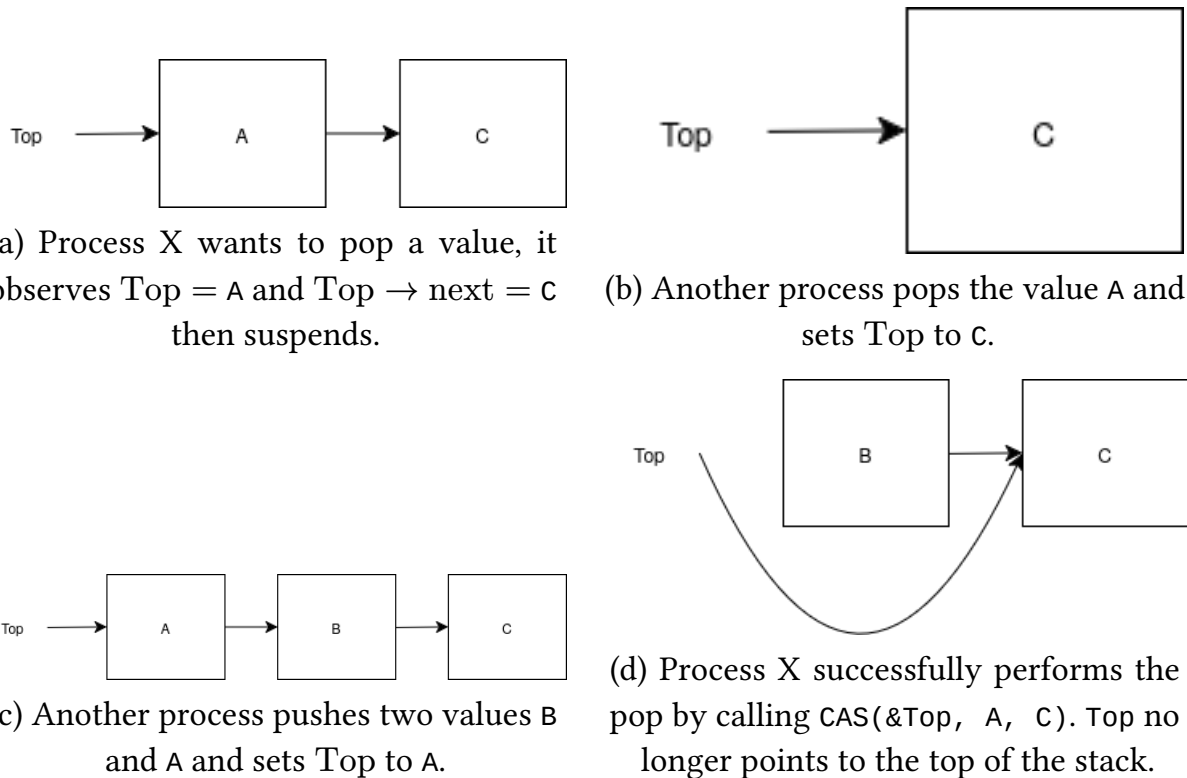 Top
A
C
a) Process X wants to pop a value, it
observes Top = A and Top → next = C
then suspends.
Top
C
(b) Another process pops the value A and
sets Top to C.
Top
A
B
C
c) Another process pushes two values B
and A and sets Top to A.
Top
B
C
(d) Process X successfully performs the
pop by calling CAS(&Top, A, C). Top no
longer points to the top of the stack.